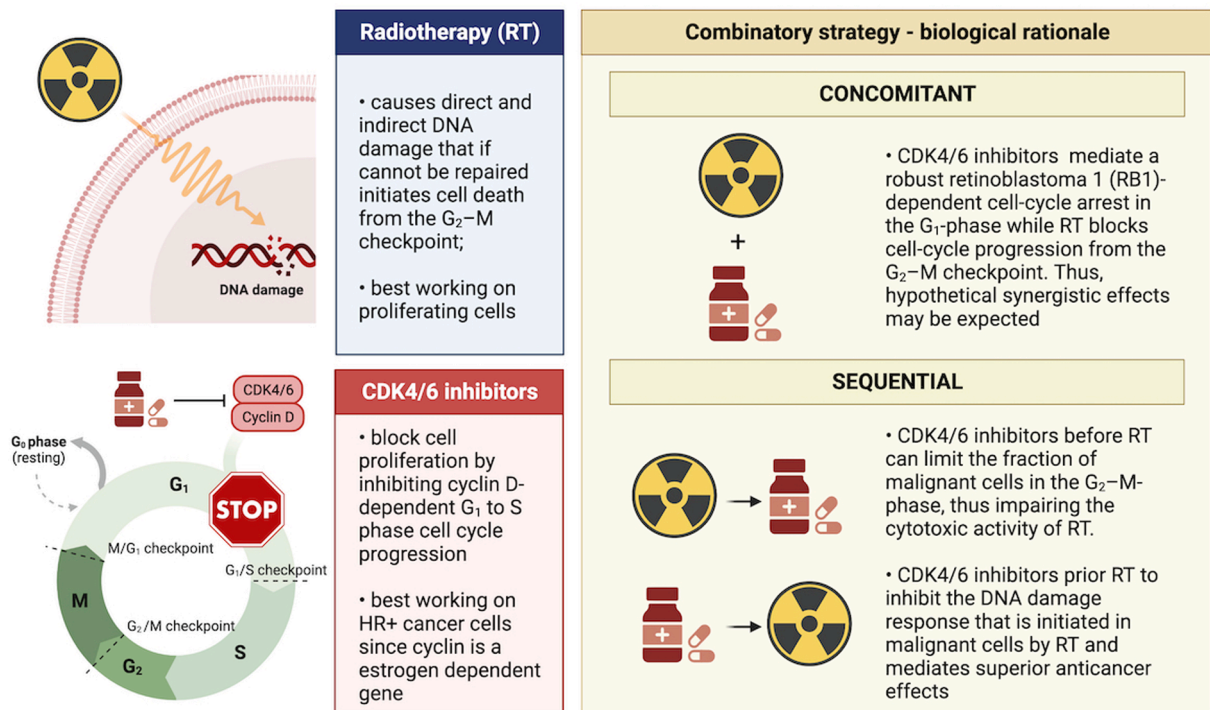 Radiotherapy (RT)
• causes direct and
indirect DNA
damage that if
cannot be repaired
initiates cell death
from the G₂–M
checkpoint;
• best working on
proliferating cells
DNA damage
CDK4/6
Cyclin D
G₀ phase
(resting)
G₁
STOP
M/G₁ checkpoint
G₁/S checkpoint
M
G₂/M checkpoint
G₂
S
CDK4/6 inhibitors
• block cell
proliferation by
inhibiting cyclin D-
dependent G₁ to S
phase cell cycle
progression
• best working on
HR+ cancer cells
since cyclin is a
estrogen dependent
gene
Combinatory strategy - biological rationale
CONCOMITANT
+
• CDK4/6 inhibitors mediate a
robust retinoblastoma 1 (RB1)-
dependent cell-cycle arrest in
the G₁-phase while RT blocks
cell-cycle progression from the
G₂–M checkpoint. Thus,
hypothetical synergistic effects
may be expected
SEQUENTIAL
• CDK4/6 inhibitors before RT
can limit the fraction of
malignant cells in the G₂–M-
phase, thus impairing the
cytotoxic activity of RT.
• CDK4/6 inhibitors prior RT to
inhibit the DNA damage
response that is initiated in
malignant cells by RT and
mediates superior anticancer
effects